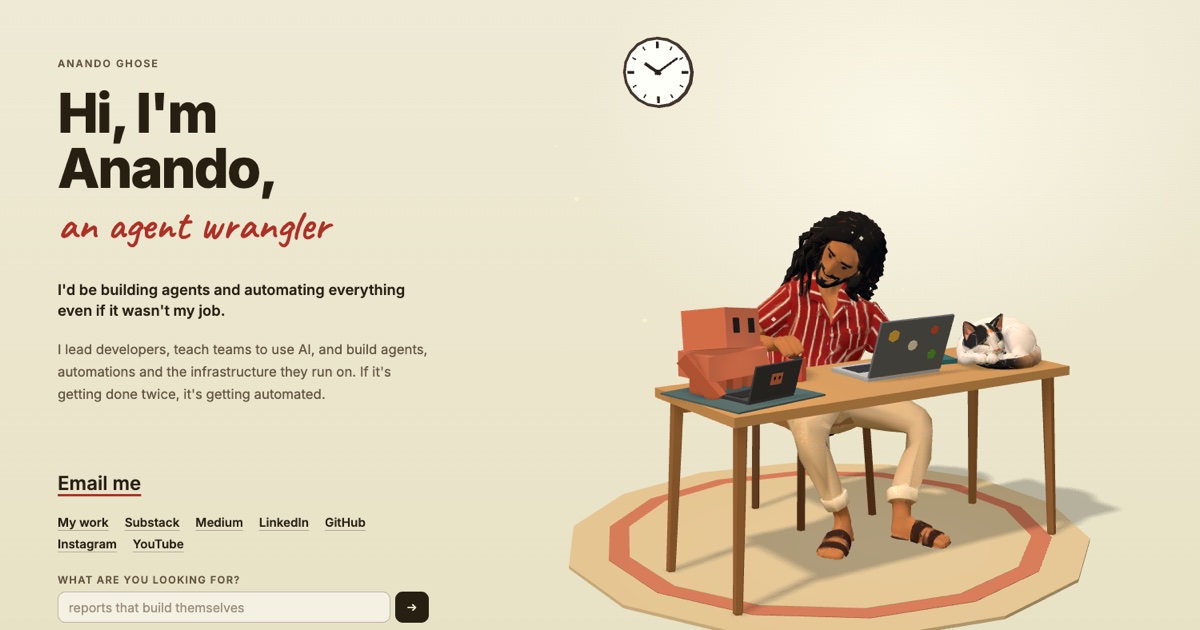 ANANDO GHOSE
Hi, I'm
Anando,
an agent wrangler
I'd be building agents and automating everything
even if it wasn't my job.
I lead developers, teach teams to use AI, and build agents,
automations and the infrastructure they run on. If it's
getting done twice, it's getting automated.
Email me
My work Substack Medium LinkedIn GitHub
Instagram YouTube
WHAT ARE YOU LOOKING FOR?
reports that build themselves